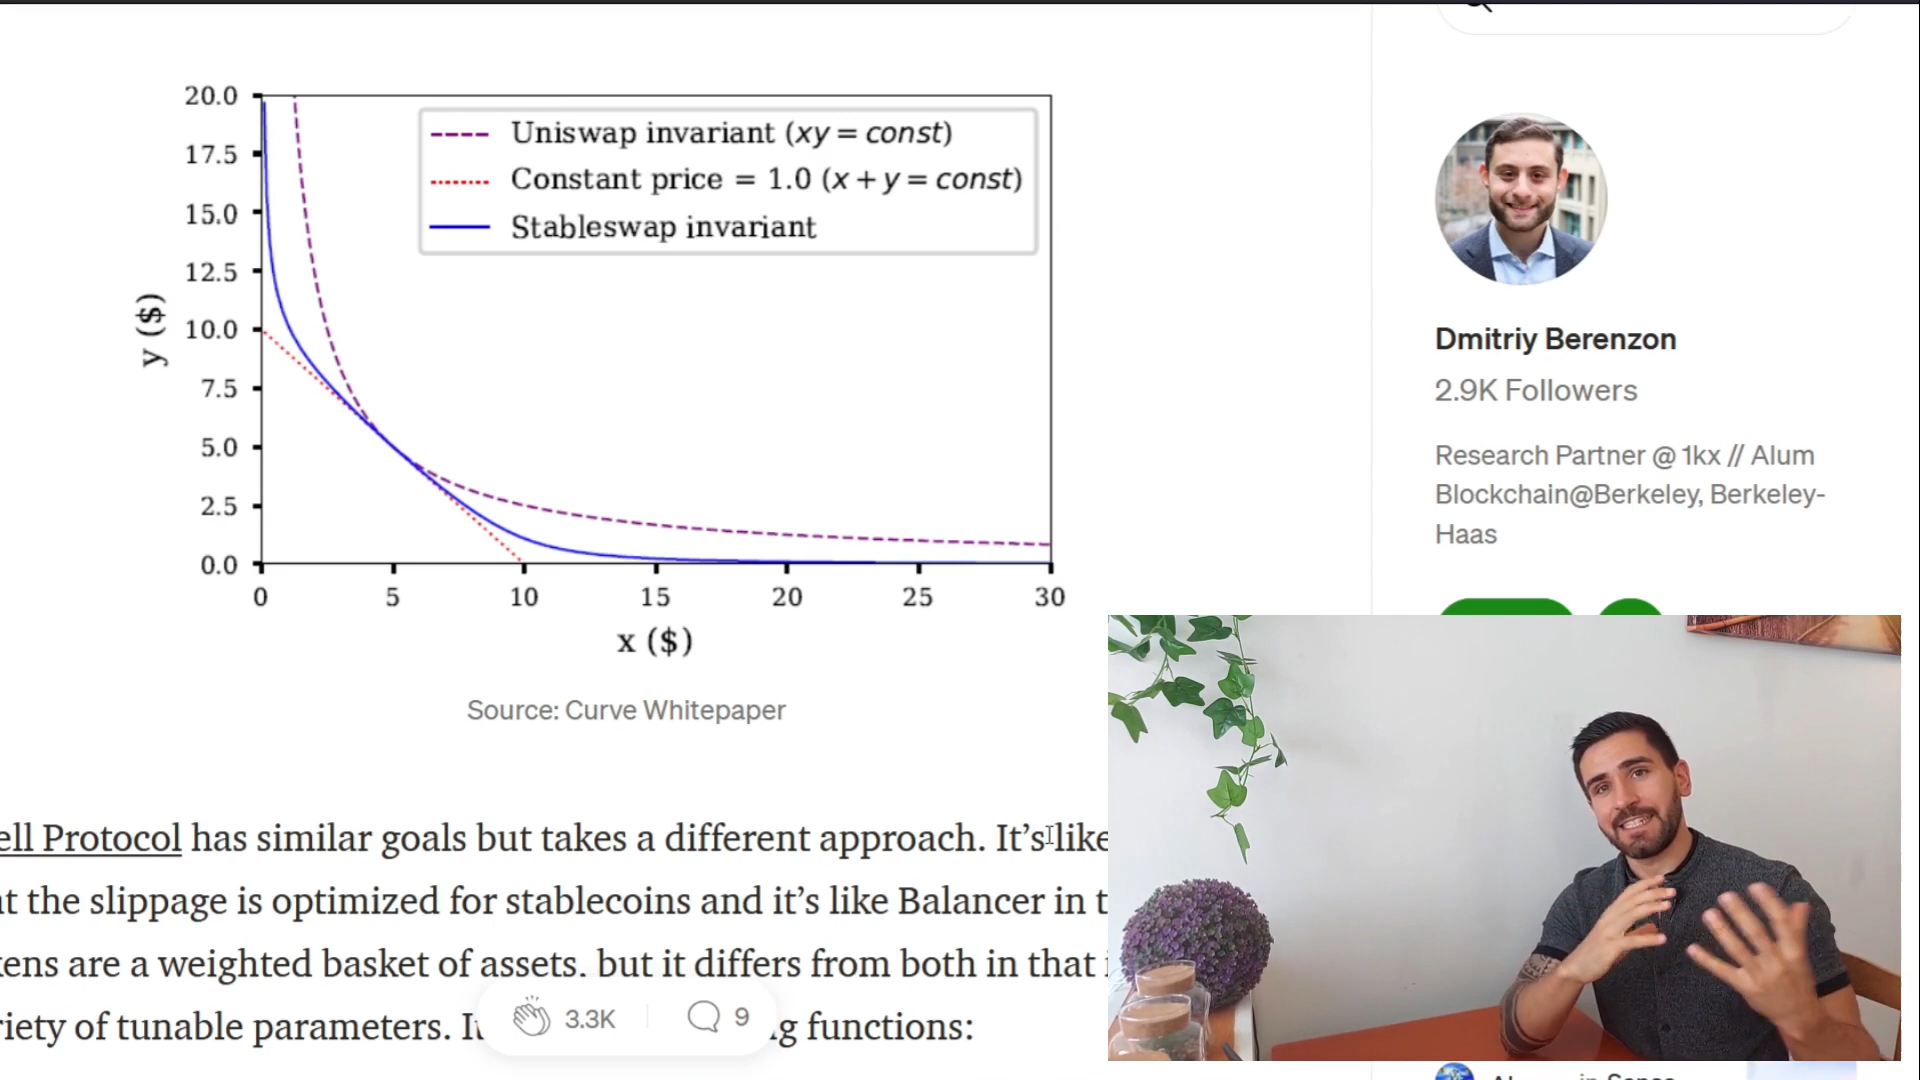 20.0
17.5
15.0
12.5
10.0
7.5
5.0
2.5
0.0
y ($)
Uniswap invariant (xy = const)
Constant price = 1.0 (x + y = const)
Stableswap invariant
0 5 10 15 20 25 30
x ($)
Source: Curve Whitepaper
ell Protocol has similar goals but takes a different approach. It’s like
at the slippage is optimized for stablecoins and it’s like Balancer in t
kens are a weighted basket of assets, but it differs from both in that i
riety of tunable parameters. It
g functions:
3.3K
9
Dmitriy Berenzon
2.9K Followers
Research Partner @ 1kx // Alum
Blockchain@Berkeley, Berkeley-
Haas